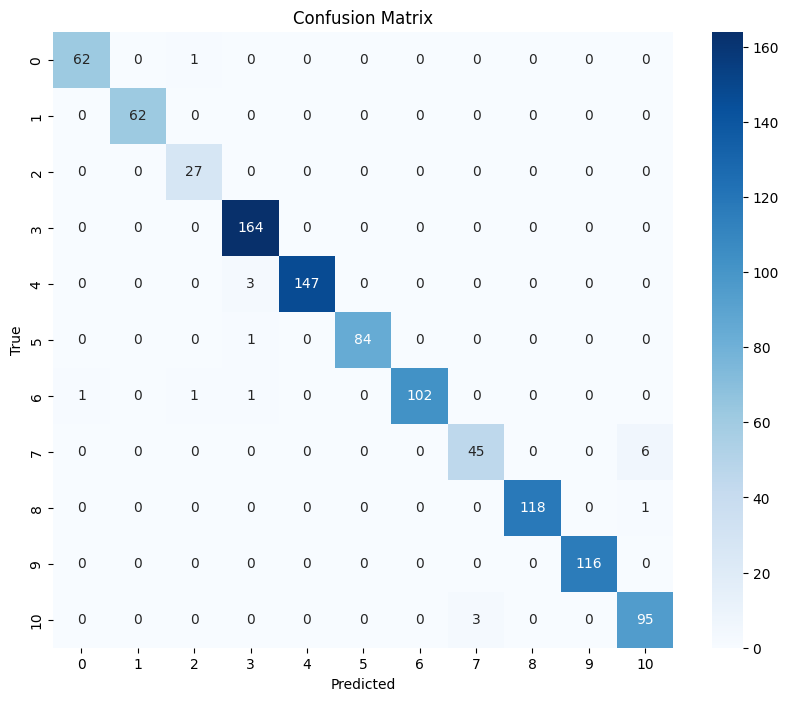 Confusion Matrix
0 62 0 1 0 0 0 0 0 0 0 0
1 0 62 0 0 0 0 0 0 0 0 0
2 0 0 27 0 0 0 0 0 0 0 0
3 0 0 0 164 0 0 0 0 0 0 0
4 0 0 0 3 147 0 0 0 0 0 0
5 0 0 0 1 0 84 0 0 0 0 0
6 1 0 1 1 0 0 102 0 0 0 0
7 0 0 0 0 0 0 0 45 0 0 6
8 0 0 0 0 0 0 0 0 118 0 1
9 0 0 0 0 0 0 0 0 0 116 0
10 0 0 0 0 0 0 0 3 0 0 95
0 1 2 3 4 5 6 7 8 9 10
Predicted
True
160
140
120
100
80
60
40
20
0